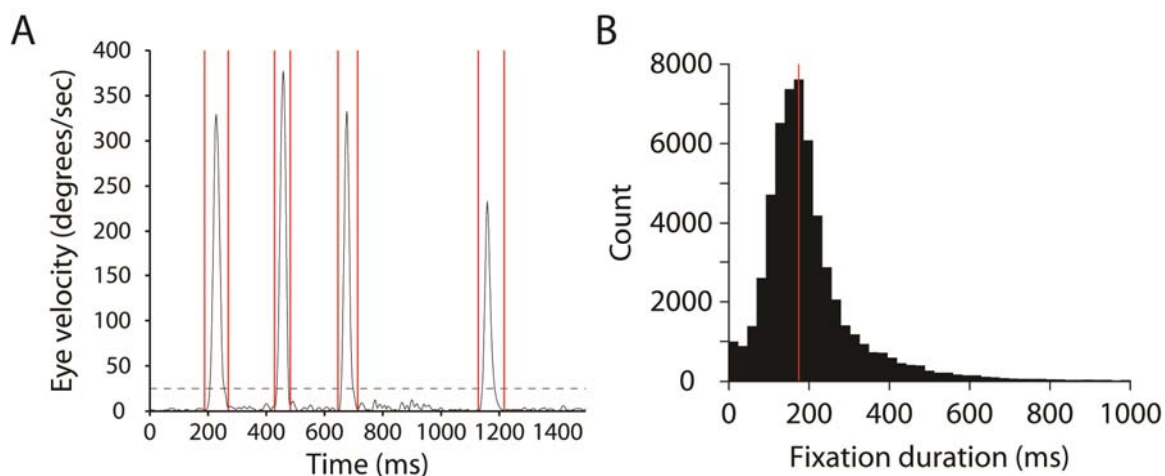 A
Eye velocity (degrees/sec)
400
350
300
250
200
150
100
50
0
0 200 400 600 800 1000 1200 1400
Time (ms)
B
Count
8000
6000
4000
2000
0
0 200 400 600 800 1000
Fixation duration (ms)